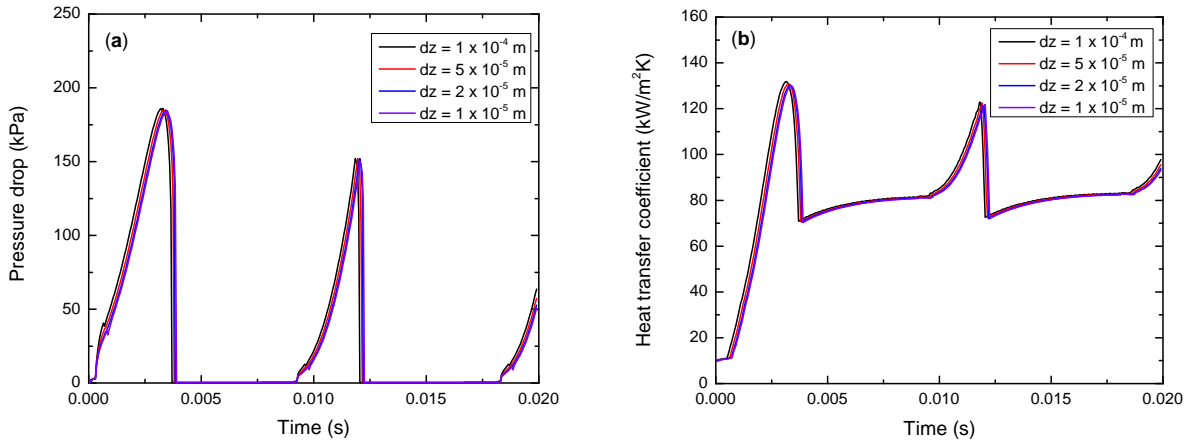 (a)
dz = 1 x 10⁻⁴ m
dz = 5 x 10⁻⁵ m
dz = 2 x 10⁻⁵ m
dz = 1 x 10⁻⁵ m
Pressure drop (kPa)
250
200
150
100
50
0
0.000
0.005
0.010
0.015
0.020
Time (s)
(b)
dz = 1 x 10⁻⁴ m
dz = 5 x 10⁻⁵ m
dz = 2 x 10⁻⁵ m
dz = 1 x 10⁻⁵ m
Heat transfer coefficient (kW/m²K)
160
140
120
100
80
60
40
20
0
0.000
0.005
0.010
0.015
0.020
Time (s)